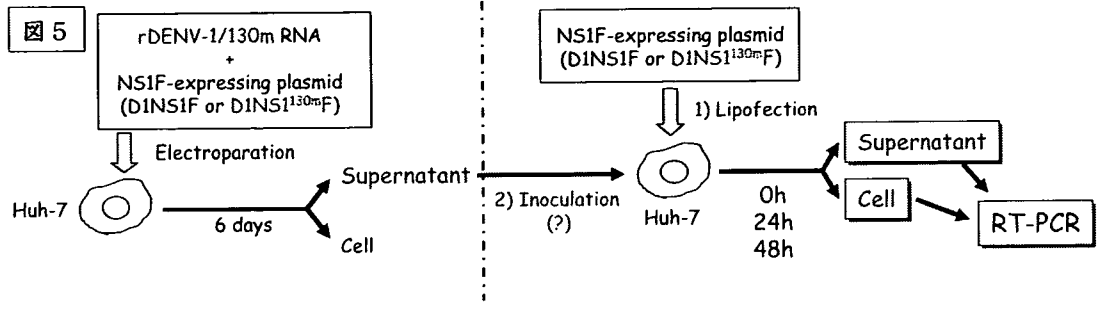 図 5
rDENV-1/130m RNA
+
NS1F-expressing plasmid
(D1NS1F or D1NS1130mF)
Electroparation
Huh-7
6 days
Supernatant
Cell
2) Inoculation
(?)
NS1F-expressing plasmid
(D1NS1F or D1NS1130mF)
1) Lipofection
Huh-7
0h
24h
48h
Supernatant
Cell
RT-PCR